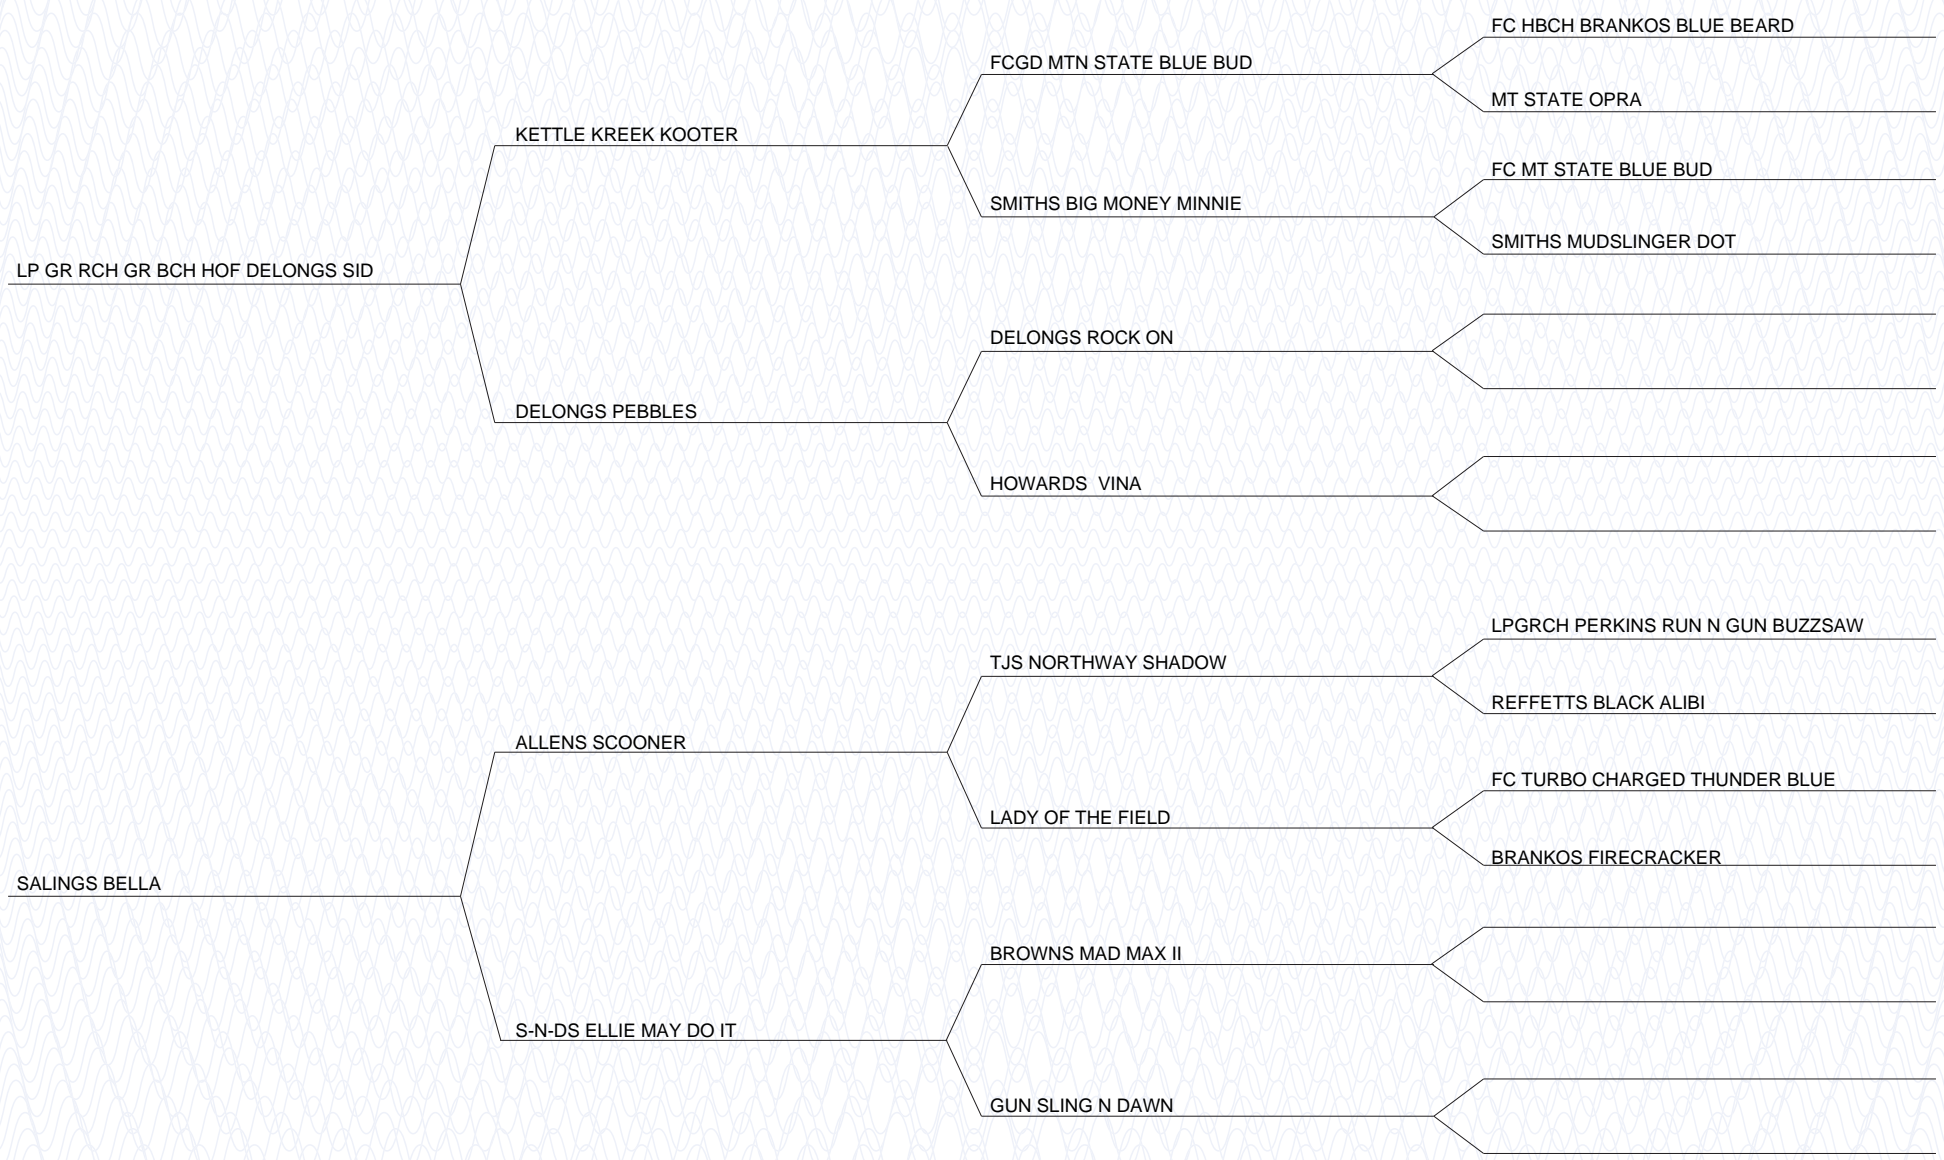 FC HBCH BRANKOS BLUE BEARD
FCGD MTN STATE BLUE BUD
MT STATE OPRA
KETTLE KREEK KOOTER
FC MT STATE BLUE BUD
SMITHS BIG MONEY MINNIE
SMITHS MUDSLINGER DOT
LP GR RCH GR BCH HOF DELONGS SID
DELONGS ROCK ON
DELONGS PEBBLES
HOWARDS  VINA
LPGRCH PERKINS RUN N GUN BUZZSAW
TJS NORTHWAY SHADOW
REFFETTS BLACK ALIBI
ALLENS SCOONER
FC TURBO CHARGED THUNDER BLUE
LADY OF THE FIELD
BRANKOS FIRECRACKER
SALINGS BELLA
BROWNS MAD MAX II
S-N-DS ELLIE MAY DO IT
GUN SLING N DAWN